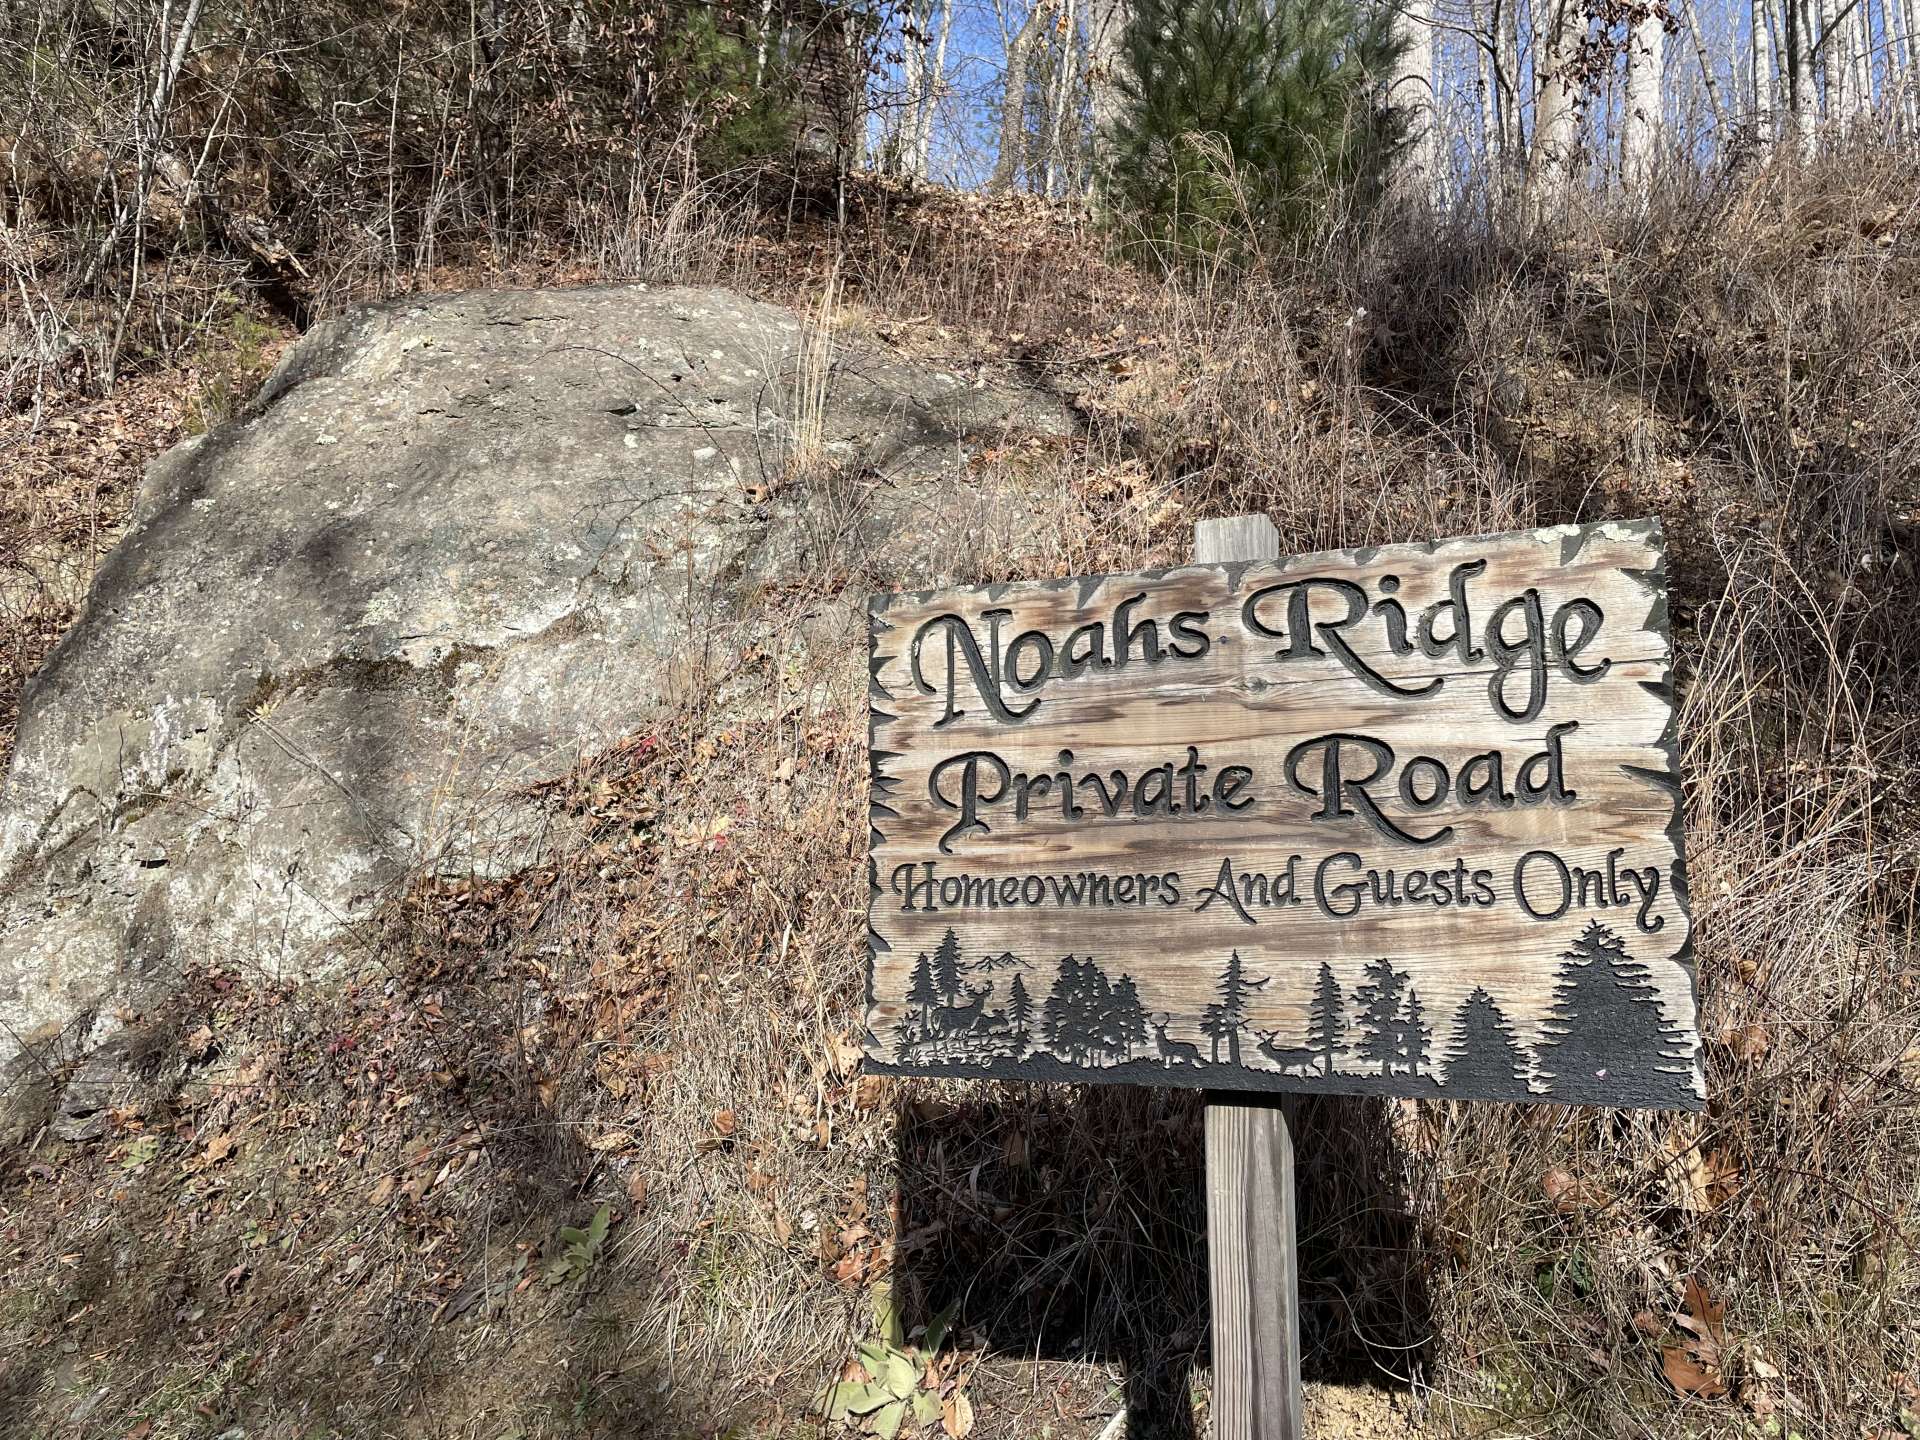 Noahs Ridge
Private Road
Homeowners And Guests Only